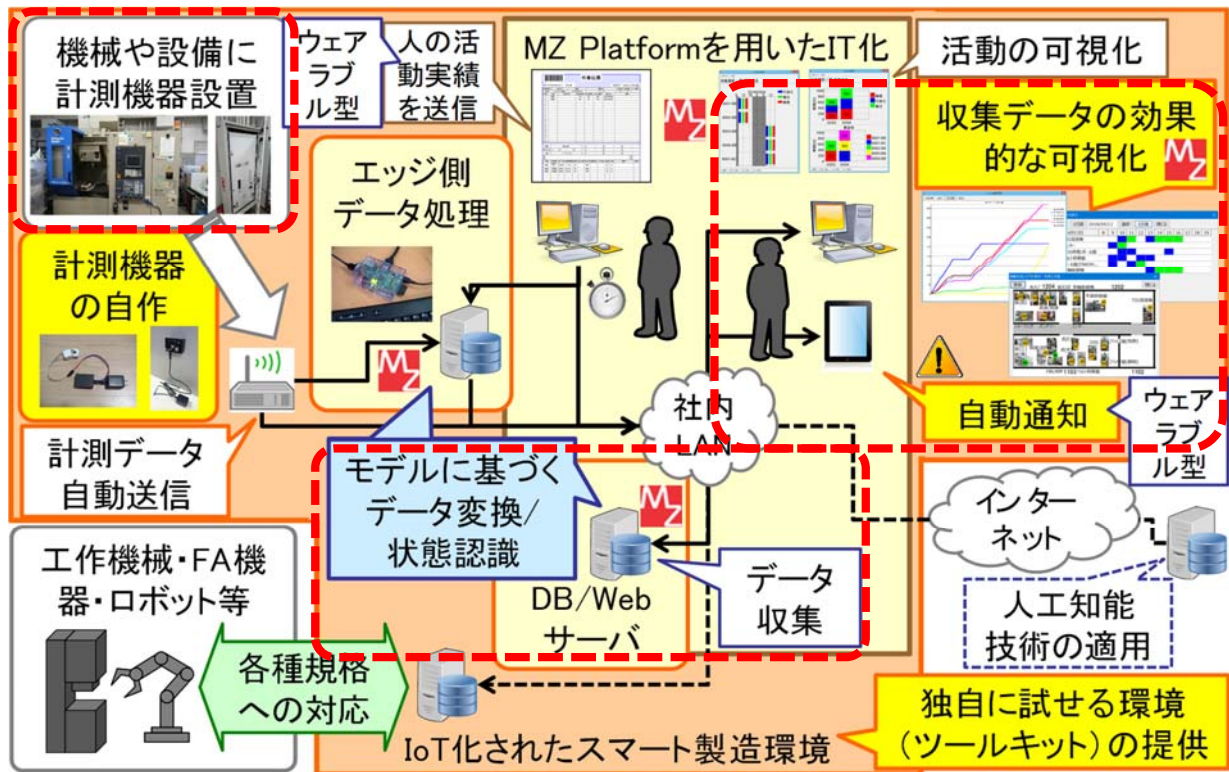 機械や設備に
計測機器設置
ウェア
ラブ
ル型
人の活
動実績
を送信
MZ Platformを用いたIT化
活動の可視化
収集データの効果
的な可視化
MZ
MZ
エッジ側
データ処理
計測機器
の自作
MZ
自動通知
ウェア
ラブ
ル型
社内
LAN
計測データ
自動送信
モデルに基づく
データ変換/
状態認識
MZ
データ
収集
DB/Web
サーバ
インター
ネット
人工知能
技術の適用
工作機械・FA機
器・ロボット等
各種規格
への対応
IoT化されたスマート製造環境
独自に試せる環境
（ツールキット）の提供